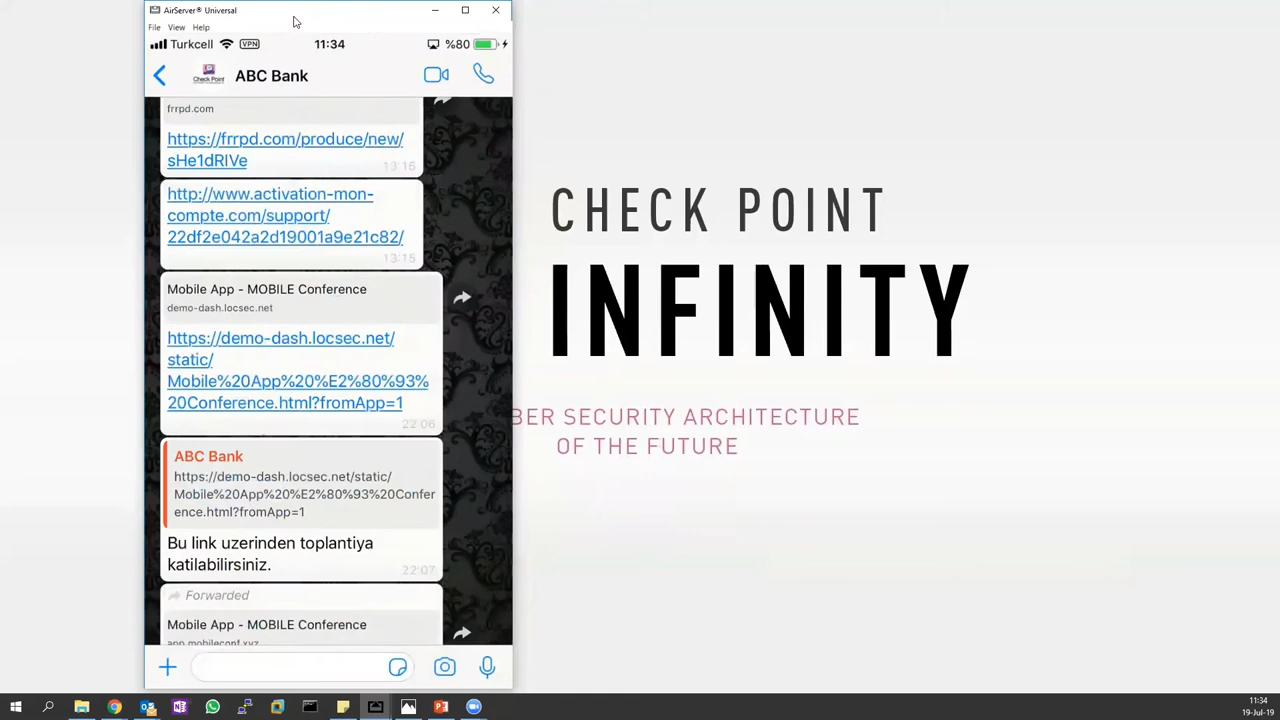 AirServer® Universal
File View Help
Turkcell VPN 11:34 %80
Check Point
ABC Bank
frrpd.com
https://frrpd.com/produce/new/
sHe1dRIVe
13:15
http://www.activation-mon-
compte.com/support/
22df2e042a2d19001a9e21c82/
13:15
Mobile App - MOBILE Conference
demo-dash.locsec.net
https://demo-dash.locsec.net/
static/
Mobile%20App%20%E2%80%93%
20Conference.html?fromApp=1
22:06
ABC Bank
https://demo-dash.locsec.net/static/
Mobile%20App%20%E2%80%93%20Confer
ence.html?fromApp=1
Bu link uzerinden toplantiya
katilabilirsiniz.
22:07
Forwarded
Mobile App - MOBILE Conference
app.mobileconf.xyz
CHECK POINT
INFINITY
BER SECURITY ARCHITECTURE
OF THE FUTURE
11:34
19-Jul-19